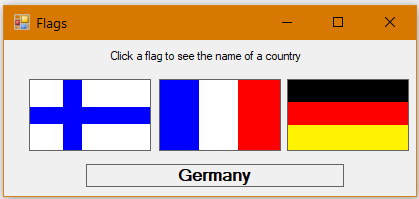 Flags
Click a flag to see the name of a country
Germany